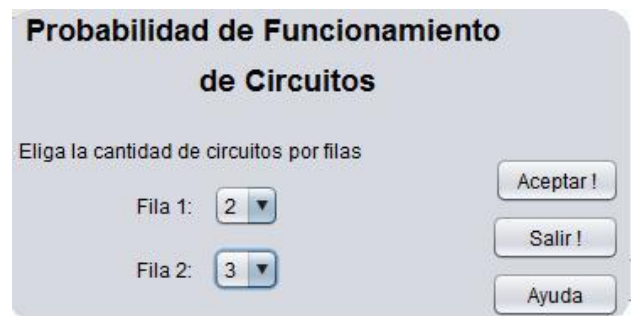 Probabilidad de Funcionamiento
de Circuitos
Eliga la cantidad de circuitos por filas
Aceptar !
Fila 1: 2
Salir !
Fila 2: 3
Ayuda